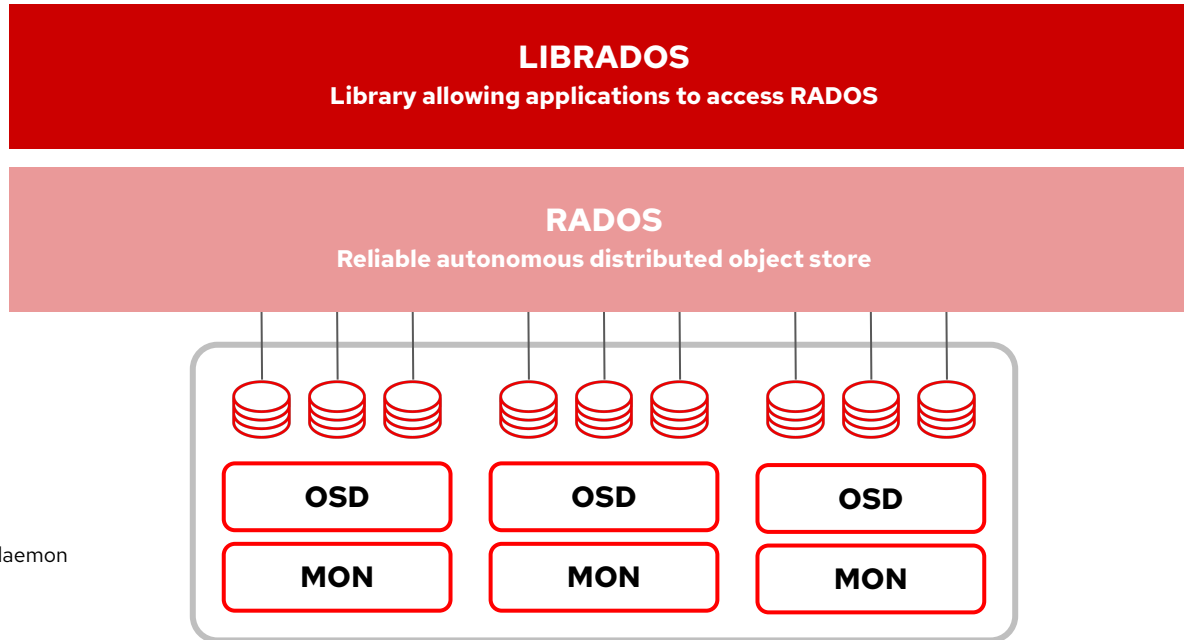 LIBRADOS
Library allowing applications to access RADOS
RADOS
Reliable autonomous distributed object store
OSD
OSD
OSD
MON
MON
MON